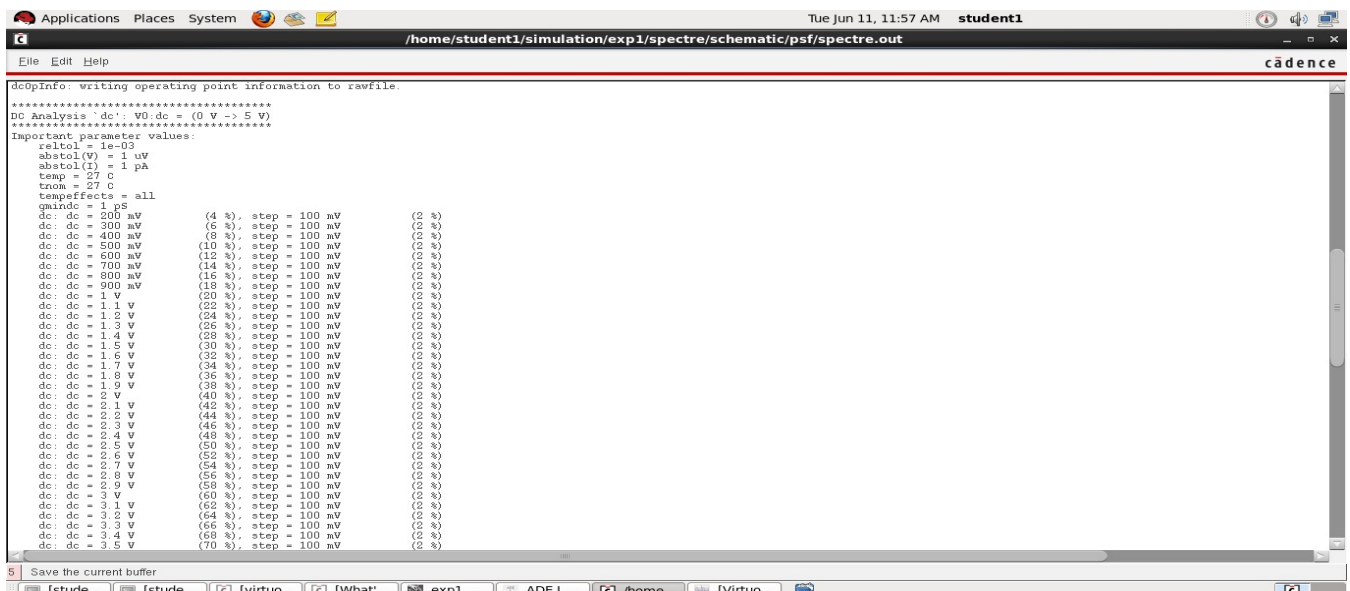 Applications Places System
Tue Jun 11, 11:57 AM student1
/home/student1/simulation/exp1/spectre/schematic/psf/spectre.out
File Edit Help
cādence
dcOpInfo: writing operating point information to rawfile.
***************************************
DC Analysis `dc': V0:dc = (0 V -> 5 V)
***************************************
Important parameter values:
reltol = 1e-03
abstol(V) = 1 uV
abstol(I) = 1 pA
temp = 27 C
tnom = 27 C
tempeffects = all
gmindc = 1 pS
dc: dc = 200 mV (4 %), step = 100 mV (2 %)
dc: dc = 300 mV (6 %), step = 100 mV (2 %)
dc: dc = 400 mV (8 %), step = 100 mV (2 %)
dc: dc = 500 mV (10 %), step = 100 mV (2 %)
dc: dc = 600 mV (12 %), step = 100 mV (2 %)
dc: dc = 700 mV (14 %), step = 100 mV (2 %)
dc: dc = 800 mV (16 %), step = 100 mV (2 %)
dc: dc = 900 mV (18 %), step = 100 mV (2 %)
dc: dc = 1 V (20 %), step = 100 mV (2 %)
dc: dc = 1.1 V (22 %), step = 100 mV (2 %)
dc: dc = 1.2 V (24 %), step = 100 mV (2 %)
dc: dc = 1.3 V (26 %), step = 100 mV (2 %)
dc: dc = 1.4 V (28 %), step = 100 mV (2 %)
dc: dc = 1.5 V (30 %), step = 100 mV (2 %)
dc: dc = 1.6 V (32 %), step = 100 mV (2 %)
dc: dc = 1.7 V (34 %), step = 100 mV (2 %)
dc: dc = 1.8 V (36 %), step = 100 mV (2 %)
dc: dc = 1.9 V (38 %), step = 100 mV (2 %)
dc: dc = 2 V (40 %), step = 100 mV (2 %)
dc: dc = 2.1 V (42 %), step = 100 mV (2 %)
dc: dc = 2.2 V (44 %), step = 100 mV (2 %)
dc: dc = 2.3 V (46 %), step = 100 mV (2 %)
dc: dc = 2.4 V (48 %), step = 100 mV (2 %)
dc: dc = 2.5 V (50 %), step = 100 mV (2 %)
dc: dc = 2.6 V (52 %), step = 100 mV (2 %)
dc: dc = 2.7 V (54 %), step = 100 mV (2 %)
dc: dc = 2.8 V (56 %), step = 100 mV (2 %)
dc: dc = 2.9 V (58 %), step = 100 mV (2 %)
dc: dc = 3 V (60 %), step = 100 mV (2 %)
dc: dc = 3.1 V (62 %), step = 100 mV (2 %)
dc: dc = 3.2 V (64 %), step = 100 mV (2 %)
dc: dc = 3.3 V (66 %), step = 100 mV (2 %)
dc: dc = 3.4 V (68 %), step = 100 mV (2 %)
dc: dc = 3.5 V (70 %), step = 100 mV (2 %)
5 Save the current buffer
[stude... [stude... [virtuo... [What'... exp1 ADE L /home... [Virtuo...